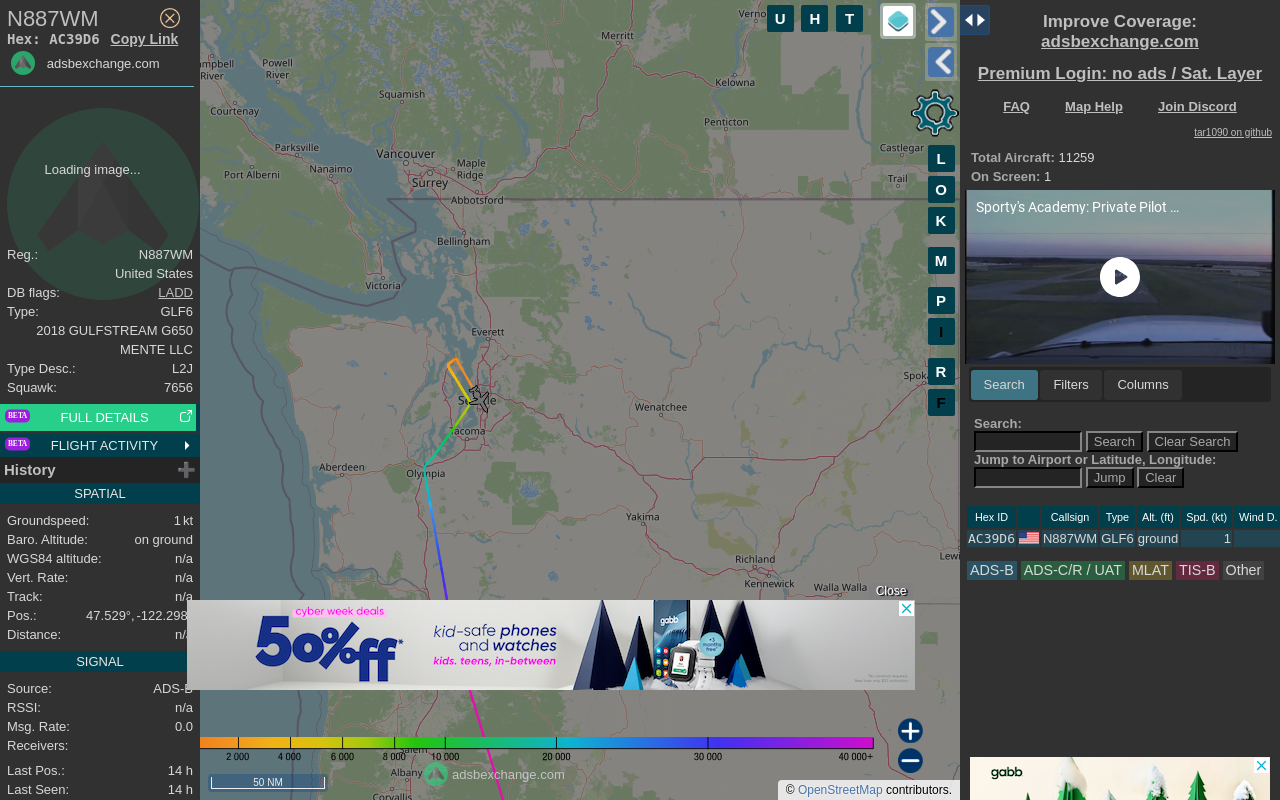 N887WM
Hex: AC39D6 Copy Link
adsbexchange.com
Loading image...
Reg.: N887WM
United States
DB flags: LADD
Type: GLF6
2018 GULFSTREAM G650
MENTE LLC
Type Desc.: L2J
Squawk: 7656
BETA FULL DETAILS
BETA FLIGHT ACTIVITY
History
SPATIAL
Groundspeed: 1 kt
Baro. Altitude: on ground
WGS84 altitude: n/a
Vert. Rate: n/a
Track: n/a
Pos.: 47.529°, -122.298
Distance: n/a
SIGNAL
Source: ADS-B
RSSI: n/a
Msg. Rate: 0.0
Receivers:
Last Pos.: 14 h
Last Seen: 14 h
Merritt
Powell
River
River
Squamish
Kelowna
Courtenay
Penticton
Parksville
Vancouver
Castlegar
Nanaimo
Maple
Ridge
Port Alberni
Surrey
Trail
Abbotsford
Bellingham
Victoria
Everett
Wenatchee
Tacoma
Aberdeen
Olympia
Yakima
Richland
Kennewick
Walla Walla
Albany
Corvallis
U H T
L
O
K
M
P
I
R
F
Close
cyber week deals
50% off*
kid-safe phones
and watches
kids. teens, in-between
gabb
+3
months
free*
2 000 4 000 6 000 8 000 10 000 20 000 30 000 40 000+
adsbexchange.com
50 NM
© OpenStreetMap contributors.
Improve Coverage:
adsbexchange.com
Premium Login: no ads / Sat. Layer
FAQ Map Help Join Discord
tar1090 on github
Total Aircraft: 11259
On Screen: 1
Sporty's Academy: Private Pilot ...
Search Filters Columns
Search:
Search Clear Search
Jump to Airport or Latitude, Longitude:
Jump Clear
Hex ID Callsign Type Alt. (ft) Spd. (kt) Wind D.
AC39D6 N887WM GLF6 ground 1
ADS-B ADS-C/R / UAT MLAT TIS-B Other
gabb